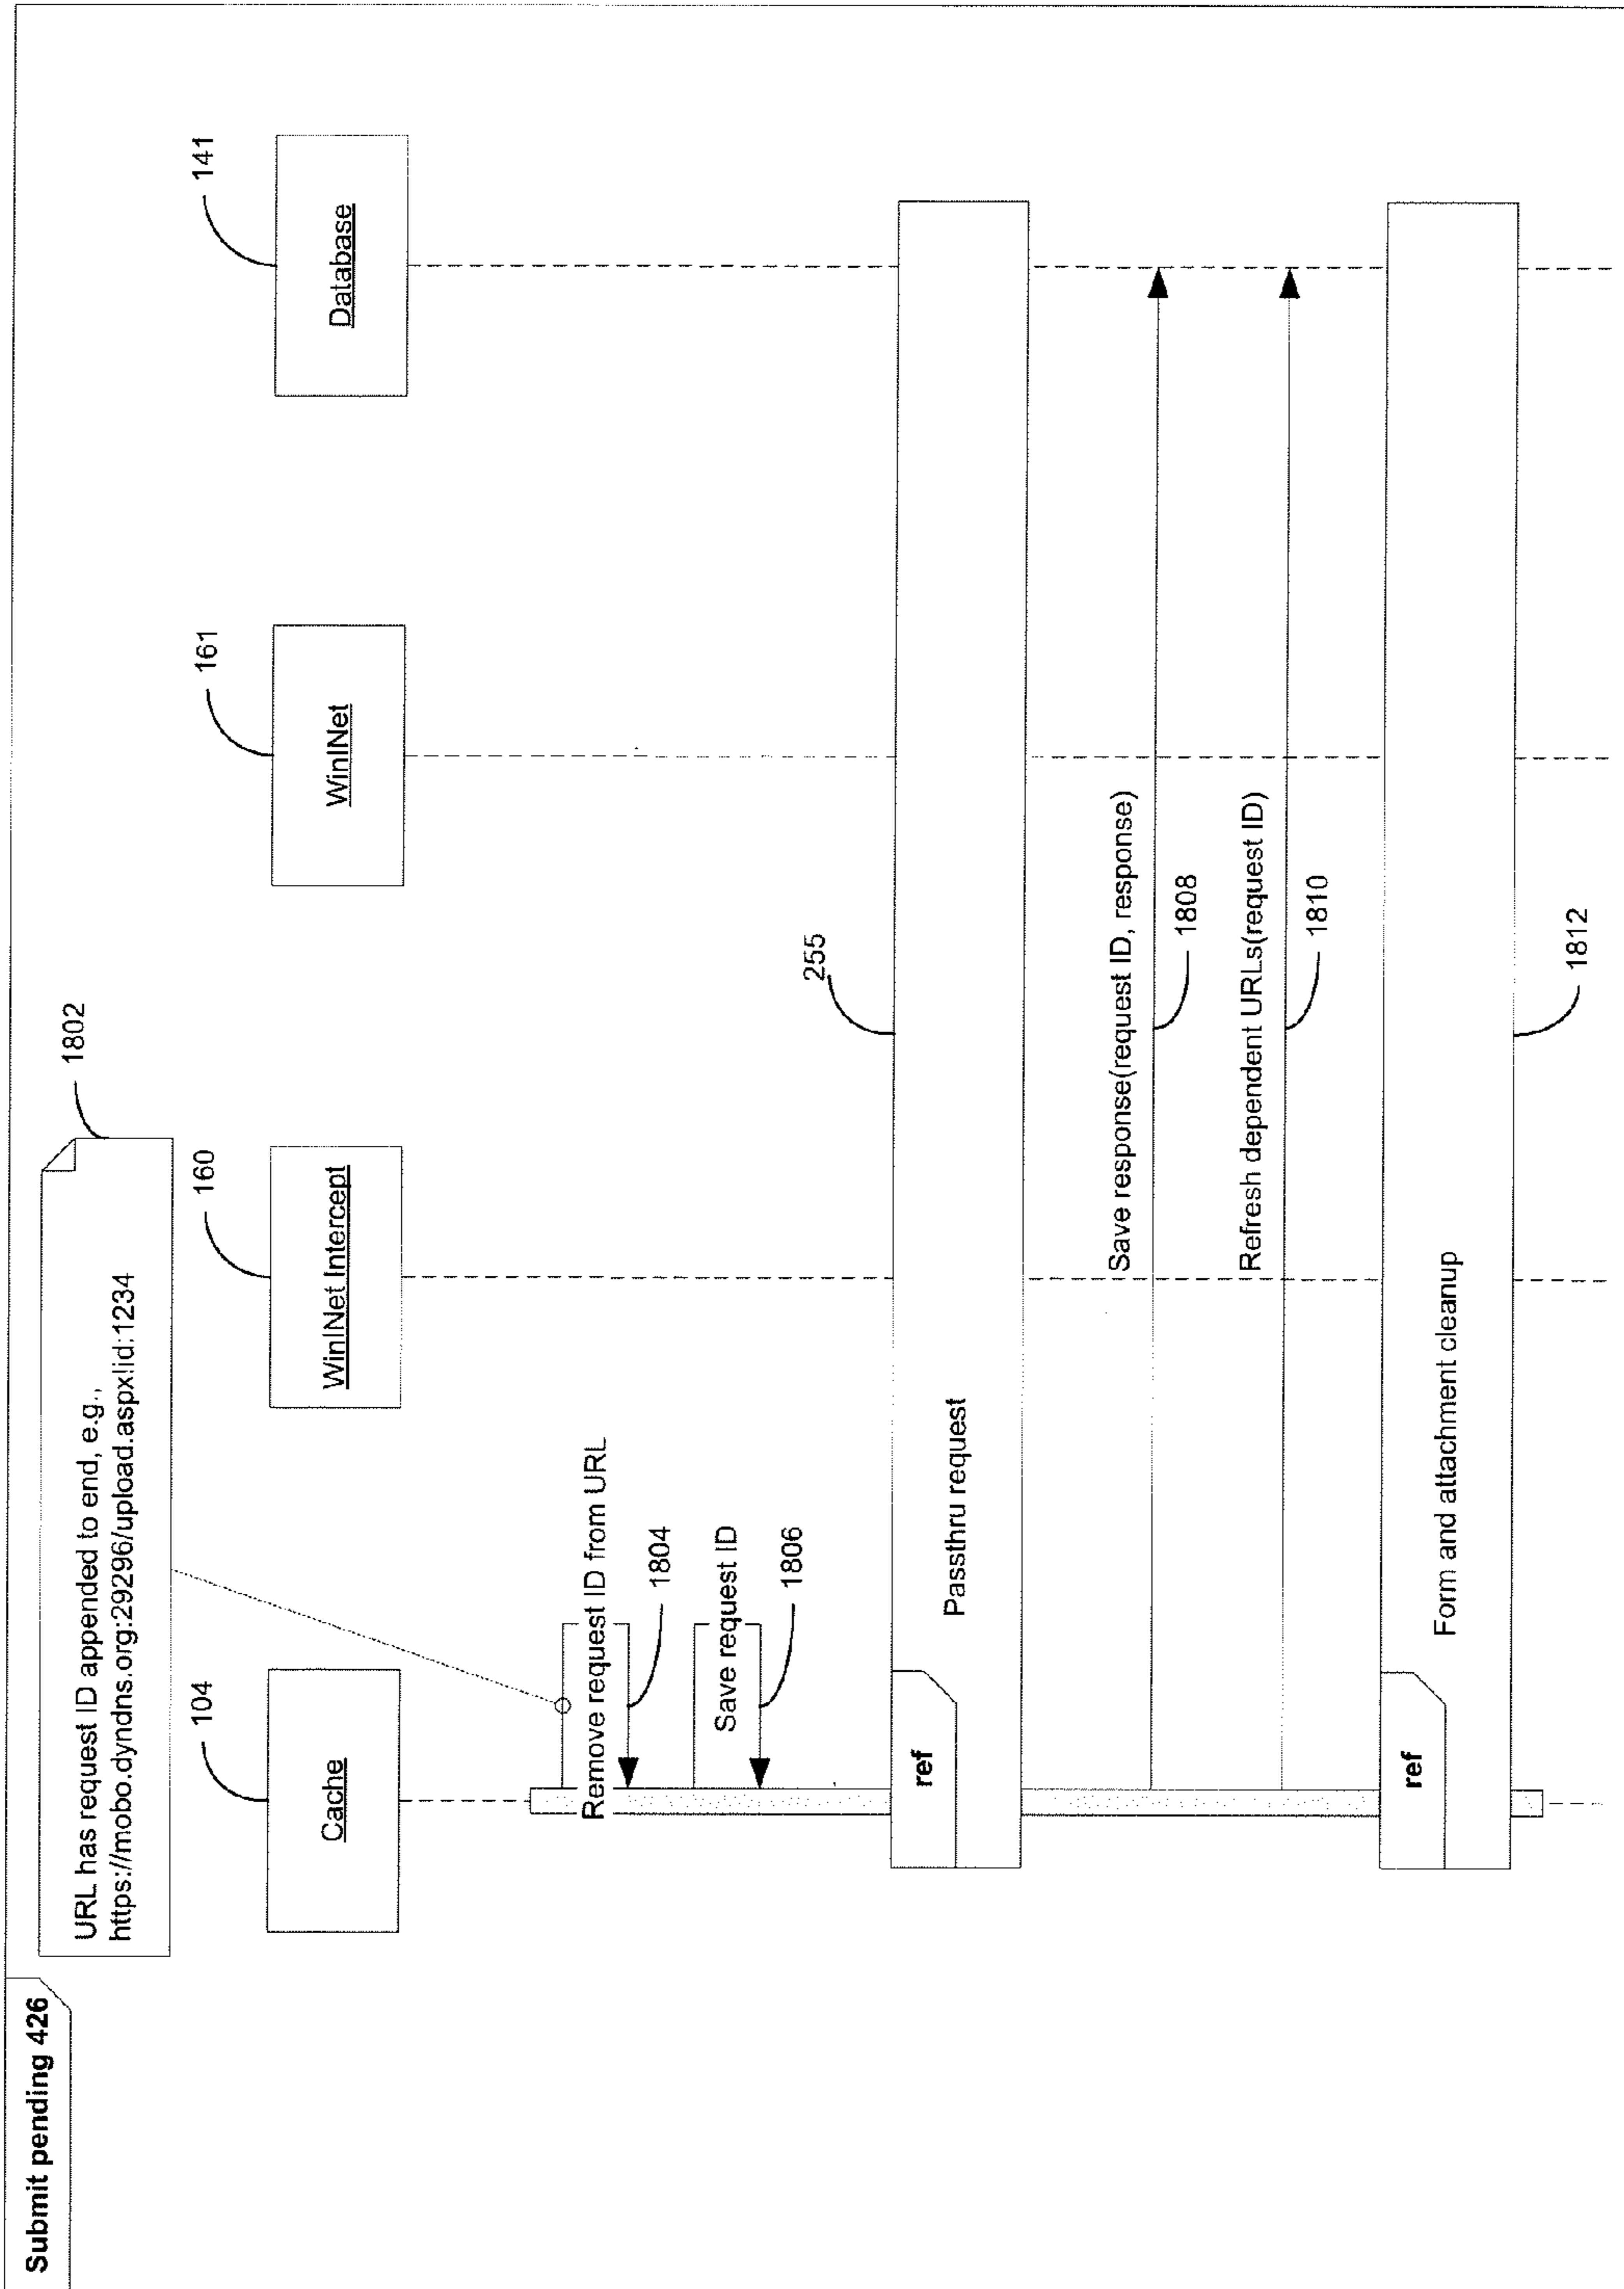 Submit pending 426
URL has request ID appended to end, e.g.,
https://mobo.dyndns.org:29296/upload.aspx!id:1234
1802
104
160
161
141
Cache
WinINet Intercept
WinINet
Database
Remove request ID from URL
1804
Save request ID
1806
255
ref
Passthru request
Save response(request ID, response)
1808
Refresh dependent URLs(request ID)
1810
ref
Form and attachment cleanup
1812